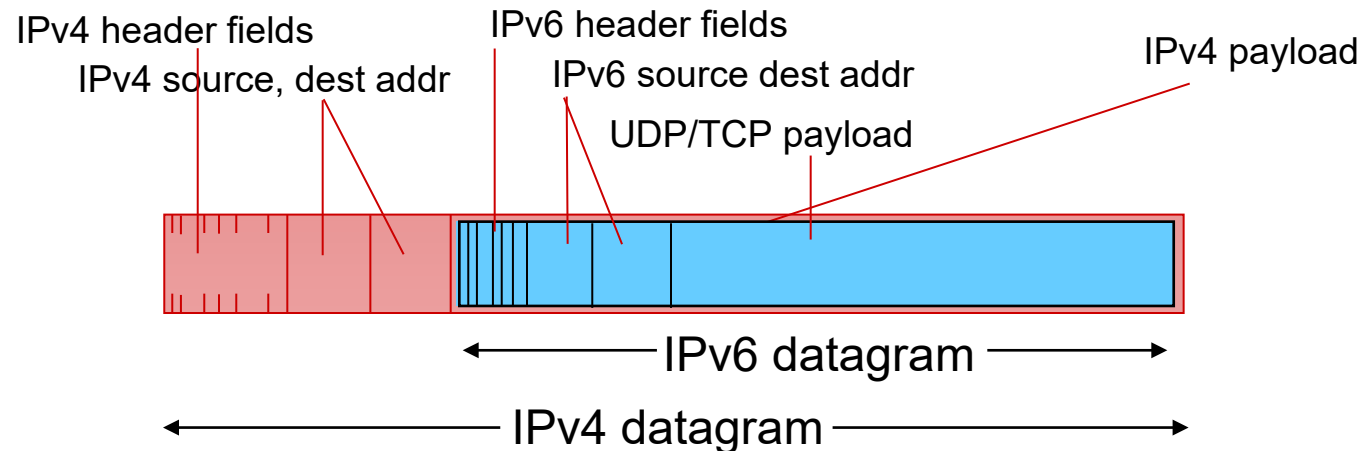 IPv4 header fields
IPv6 header fields
IPv4 payload
IPv4 source, dest addr
IPv6 source dest addr
UDP/TCP payload
IPv6 datagram
IPv4 datagram